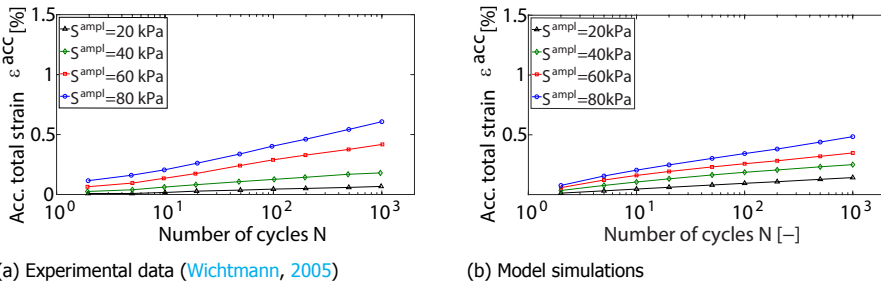 1.5
1
0.5
0
Acc. total strain ε^acc [%]
S^ampl=20 kPa
S^ampl=40 kPa
S^ampl=60 kPa
S^ampl=80 kPa
10^0
10^1
10^2
10^3
Number of cycles N
(a) Experimental data (Wichtmann, 2005)
1.5
1
0.5
0
Acc. total strain ε^acc [%]
S^ampl=20kPa
S^ampl=40kPa
S^ampl=60kPa
S^ampl=80kPa
10^0
10^1
10^2
10^3
Number of cycles N [−]
(b) Model simulations